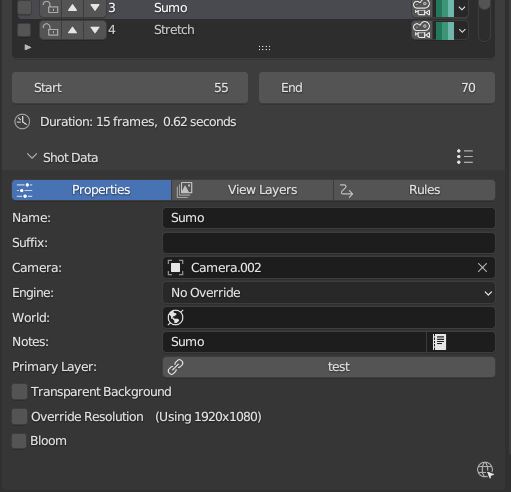 3 Sumo
4 Stretch
Start 55 End 70
Duration: 15 frames, 0.62 seconds
Shot Data
Properties View Layers Rules
Name: Sumo
Suffix:
Camera: Camera.002
Engine: No Override
World:
Notes: Sumo
Primary Layer: test
Transparent Background
Override Resolution (Using 1920x1080)
Bloom